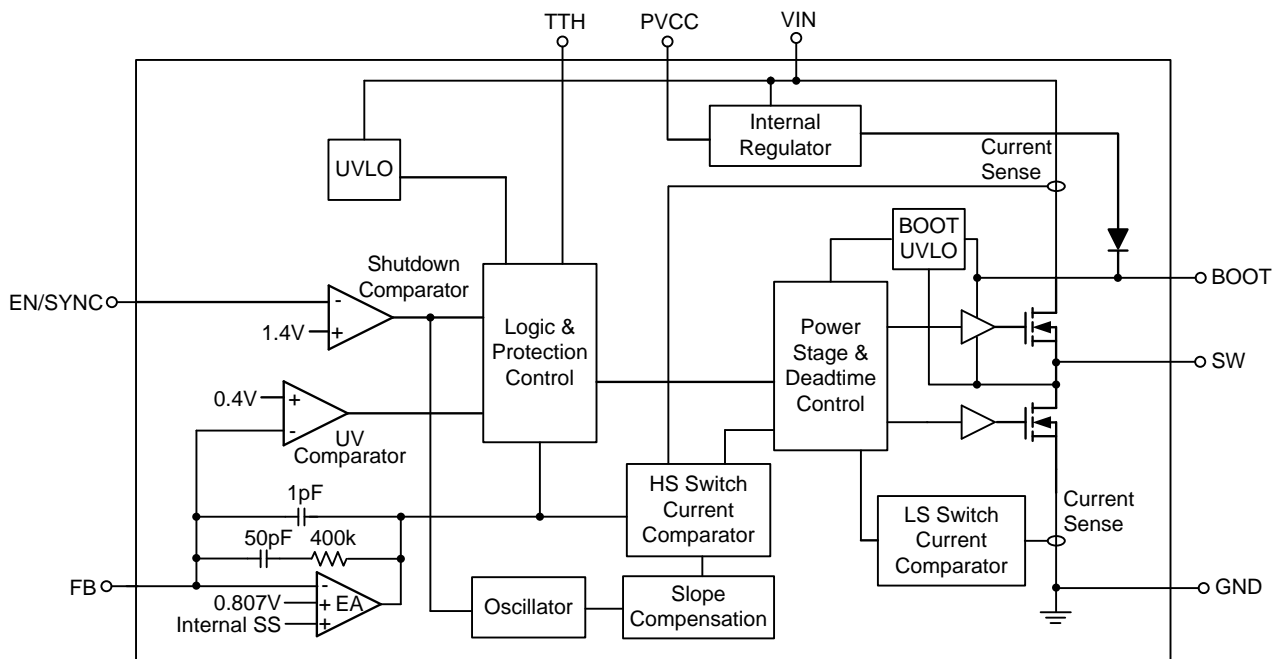 TTH
PVCC
VIN
Internal
Regulator
Current
Sense
UVLO
BOOT
UVLO
Shutdown
Comparator
EN/SYNC
-
1.4V
+
Logic &
Protection
Control
Power
Stage &
Deadtime
Control
BOOT
SW
0.4V
+
-
UV
Comparator
1pF
50pF
400k
HS Switch
Current
Comparator
LS Switch
Current
Comparator
Current
Sense
FB
-
0.807V
+
EA
Internal SS
+
Oscillator
Slope
Compensation
GND